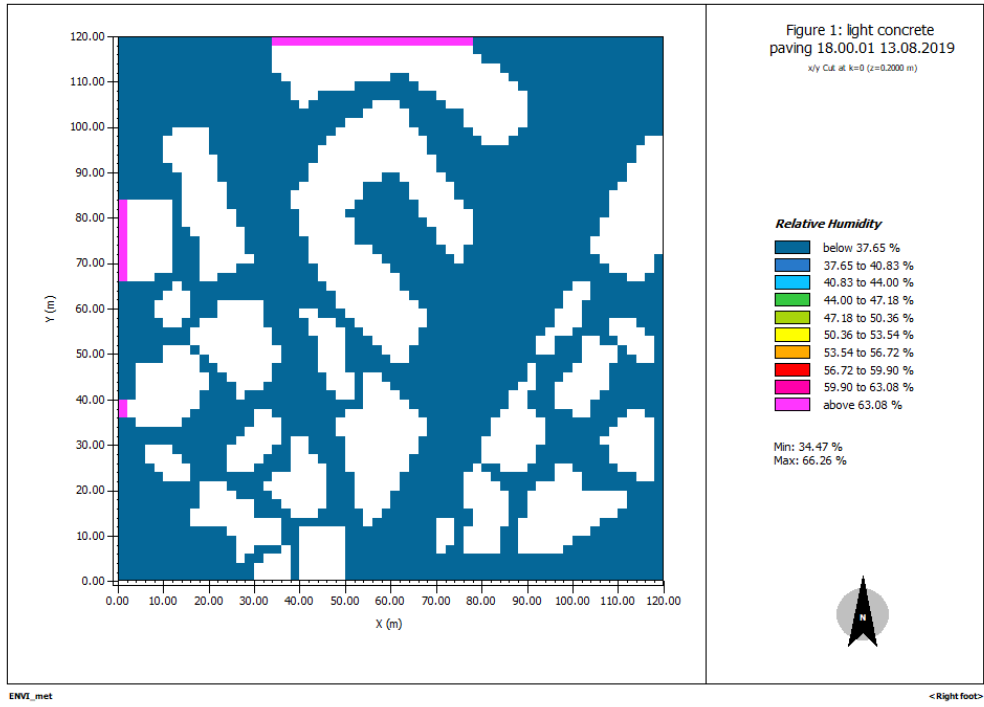 Figure 1: light concrete
paving 18.00.01 13.08.2019
x/y Cut at k=0 (z=0.2000 m)
120.00
110.00
100.00
90.00
80.00
70.00
60.00
50.00
40.00
30.00
20.00
10.00
0.00
Y (m)
0.00 10.00 20.00 30.00 40.00 50.00 60.00 70.00 80.00 90.00 100.00 110.00 120.00
X (m)
Relative Humidity
below 37.65 %
37.65 to 40.83 %
40.83 to 44.00 %
44.00 to 47.18 %
47.18 to 50.36 %
50.36 to 53.54 %
53.54 to 56.72 %
56.72 to 59.90 %
59.90 to 63.08 %
above 63.08 %
Min: 34.47 %
Max: 66.26 %
N
ENVI_met
<Right foot>